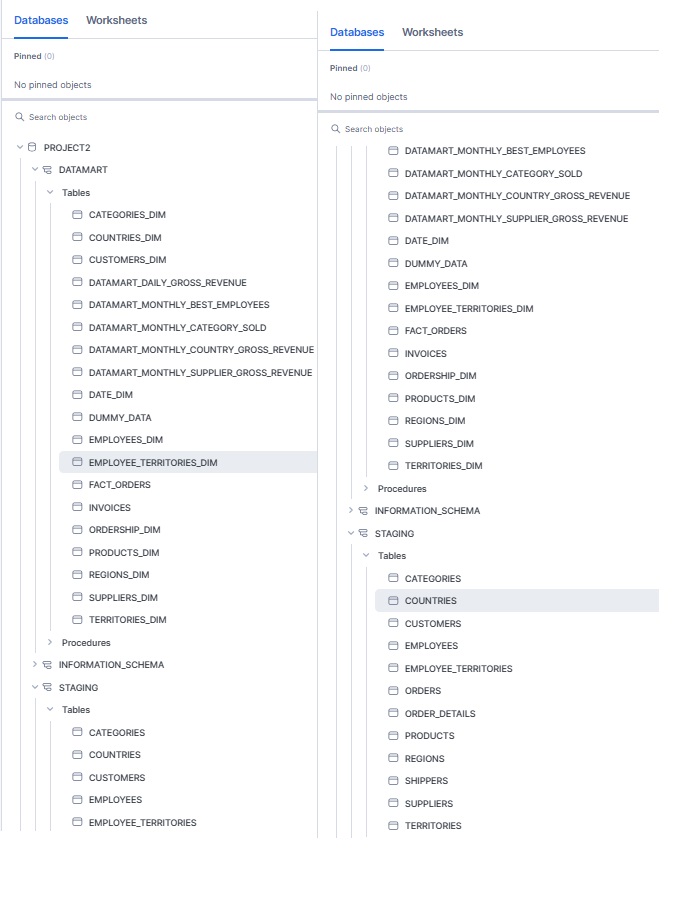 Databases Worksheets
Pinned (0)
No pinned objects
Search objects
PROJECT2
DATAMART
Tables
CATEGORIES_DIM
COUNTRIES_DIM
CUSTOMERS_DIM
DATAMART_DAILY_GROSS_REVENUE
DATAMART_MONTHLY_BEST_EMPLOYEES
DATAMART_MONTHLY_CATEGORY_SOLD
DATAMART_MONTHLY_COUNTRY_GROSS_REVENUE
DATAMART_MONTHLY_SUPPLIER_GROSS_REVENUE
DATE_DIM
DUMMY_DATA
EMPLOYEES_DIM
EMPLOYEE_TERRITORIES_DIM
FACT_ORDERS
INVOICES
ORDERSHIP_DIM
PRODUCTS_DIM
REGIONS_DIM
SUPPLIERS_DIM
TERRITORIES_DIM
Procedures
INFORMATION_SCHEMA
STAGING
Tables
CATEGORIES
COUNTRIES
CUSTOMERS
EMPLOYEES
EMPLOYEE_TERRITORIES
Databases Worksheets
Pinned (0)
No pinned objects
Search objects
DATAMART_MONTHLY_BEST_EMPLOYEES
DATAMART_MONTHLY_CATEGORY_SOLD
DATAMART_MONTHLY_COUNTRY_GROSS_REVENUE
DATAMART_MONTHLY_SUPPLIER_GROSS_REVENUE
DATE_DIM
DUMMY_DATA
EMPLOYEES_DIM
EMPLOYEE_TERRITORIES_DIM
FACT_ORDERS
INVOICES
ORDERSHIP_DIM
PRODUCTS_DIM
REGIONS_DIM
SUPPLIERS_DIM
TERRITORIES_DIM
Procedures
INFORMATION_SCHEMA
STAGING
Tables
CATEGORIES
COUNTRIES
CUSTOMERS
EMPLOYEES
EMPLOYEE_TERRITORIES
ORDERS
ORDER_DETAILS
PRODUCTS
REGIONS
SHIPPERS
SUPPLIERS
TERRITORIES